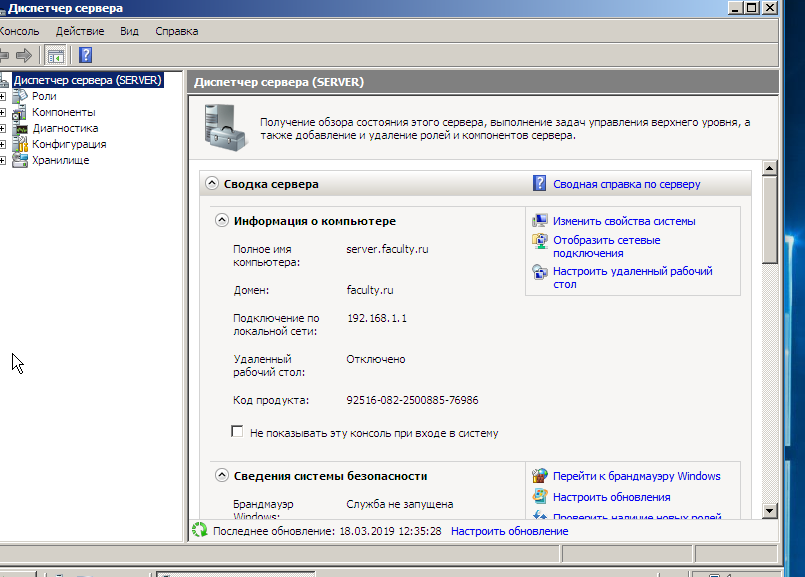 Диспетчер сервера
Консоль Действие Вид Справка
Диспетчер сервера (SERVER)
Роли
Компоненты
Диагностика
Конфигурация
Хранилище
Диспетчер сервера (SERVER)
Получение обзора состояния этого сервера, выполнение задач управления верхнего уровня, а
также добавление и удаление ролей и компонентов сервера.
Сводка сервера
Сводная справка по серверу
Информация о компьютере
Полное имя
компьютера:
server.faculty.ru
Домен:
faculty.ru
Подключение по
локальной сети:
192.168.1.1
Удаленный
рабочий стол:
Отключено
Код продукта:
92516-082-2500885-76986
Не показывать эту консоль при входе в систему
Изменить свойства системы
Отобразить сетевые
подключения
Настроить удаленный рабочий
стол
Сведения системы безопасности
Брандмауэр
Windows:
Служба не запущена
Перейти к брандмауэру Windows
Настроить обновления
Проверить наличие новых ролей
Последнее обновление: 18.03.2019 12:35:28 Настроить обновление